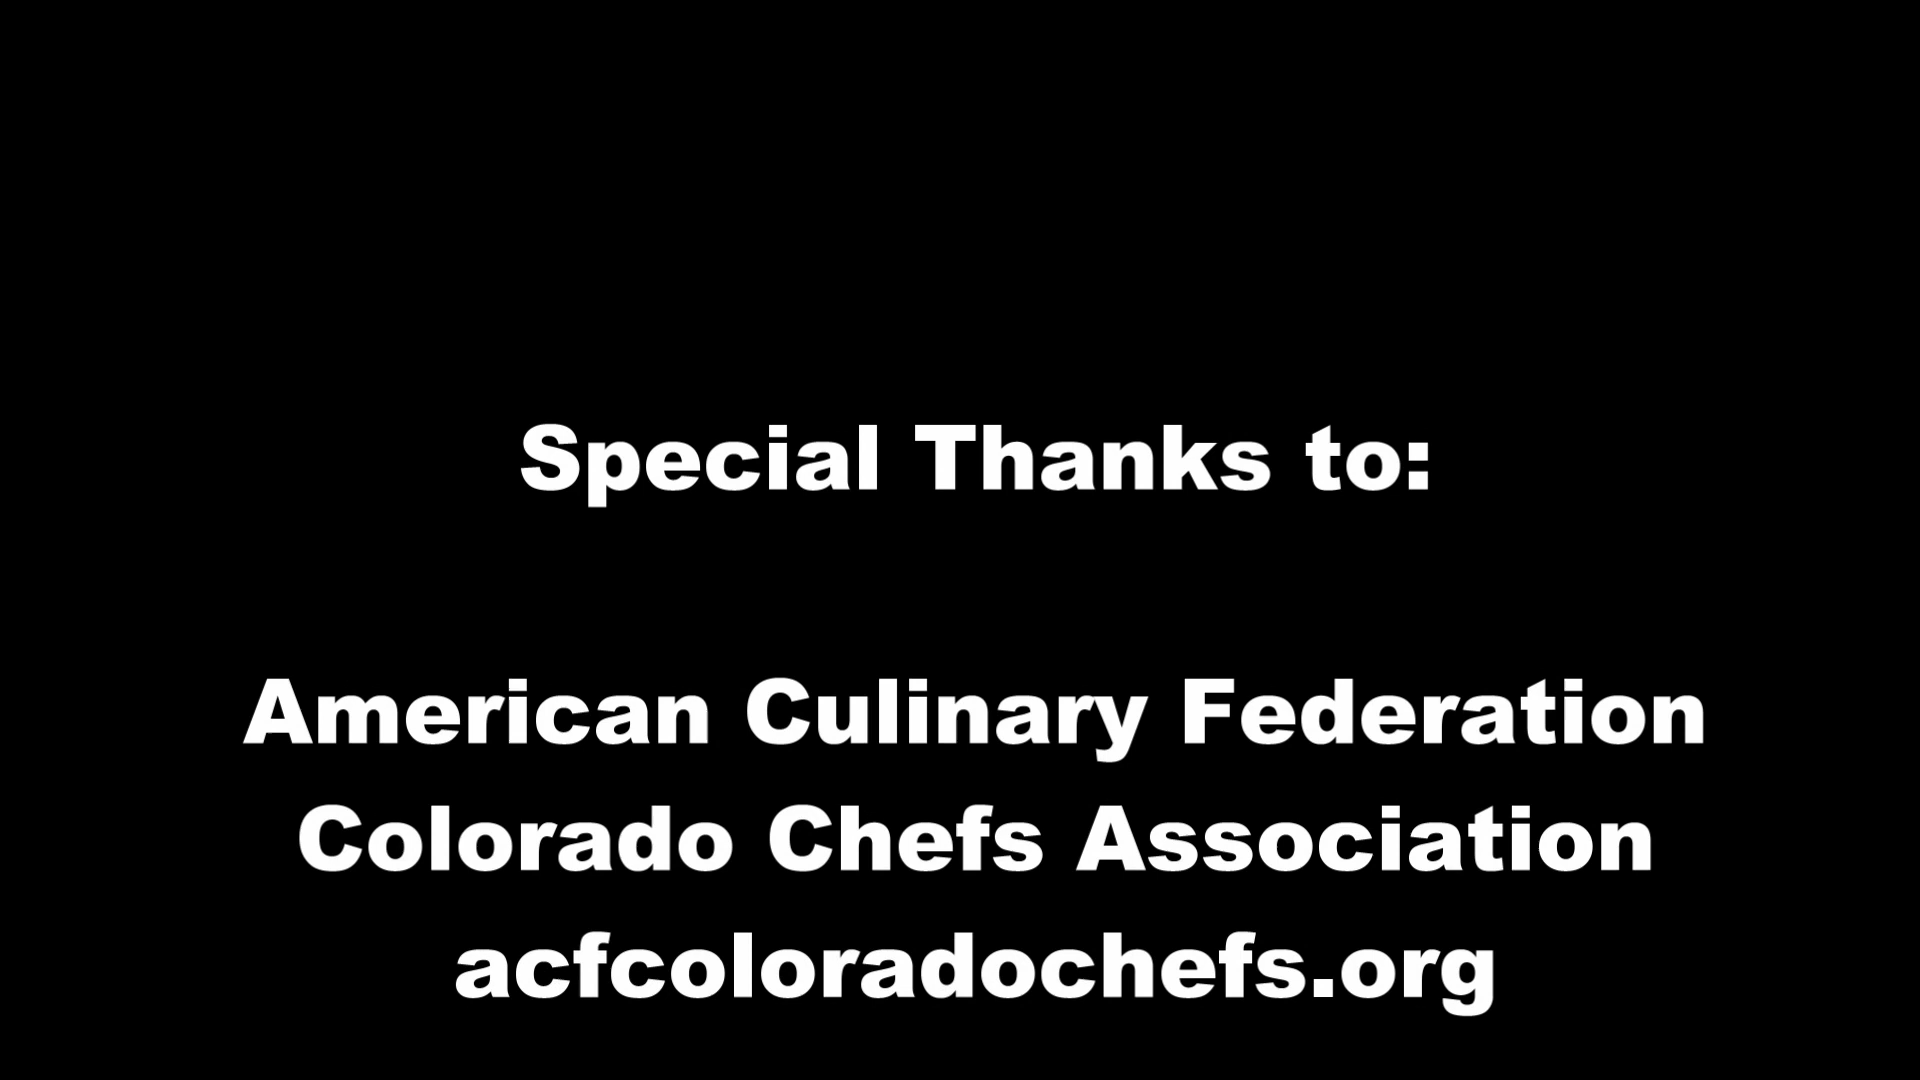 Special Thanks to:
American Culinary Federation
Colorado Chefs Association
acfcoloradochefs.org